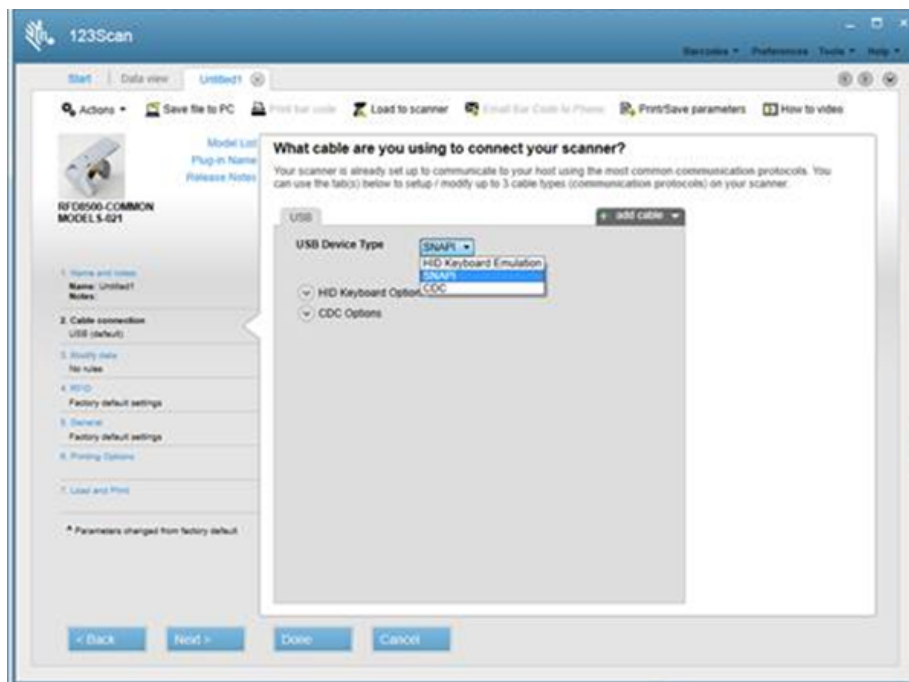 123Scan
Barcodes Preferences Tools Help
Start Data view Untitled1
Actions Save file to PC Print bar code Load to scanner Email Bar Code to Phone Print/Save parameters How to video
Model List
Plug-in Name
Release Notes
RFD8500-COMMON
MODELS-021
What cable are you using to connect your scanner?
Your scanner is already set up to communicate to your host using the most common communication protocols. You
can use the tab(s) below to setup / modify up to 3 cable types (communication protocols) on your scanner.
USB
+ add cable
USB Device Type SNAPI
HID Keyboard Emulation
SNAPI
CDC
HID Keyboard Option
CDC Options
1. Name and notes
Name: Untitled1
Notes:
2. Cable connection
USB (default)
3. Modify data
No rules
4. RFID
Factory default settings
5. General
Factory default settings
6. Printing Options
7. Load and Print
* Parameters changed from factory default
< Back Next > Done Cancel